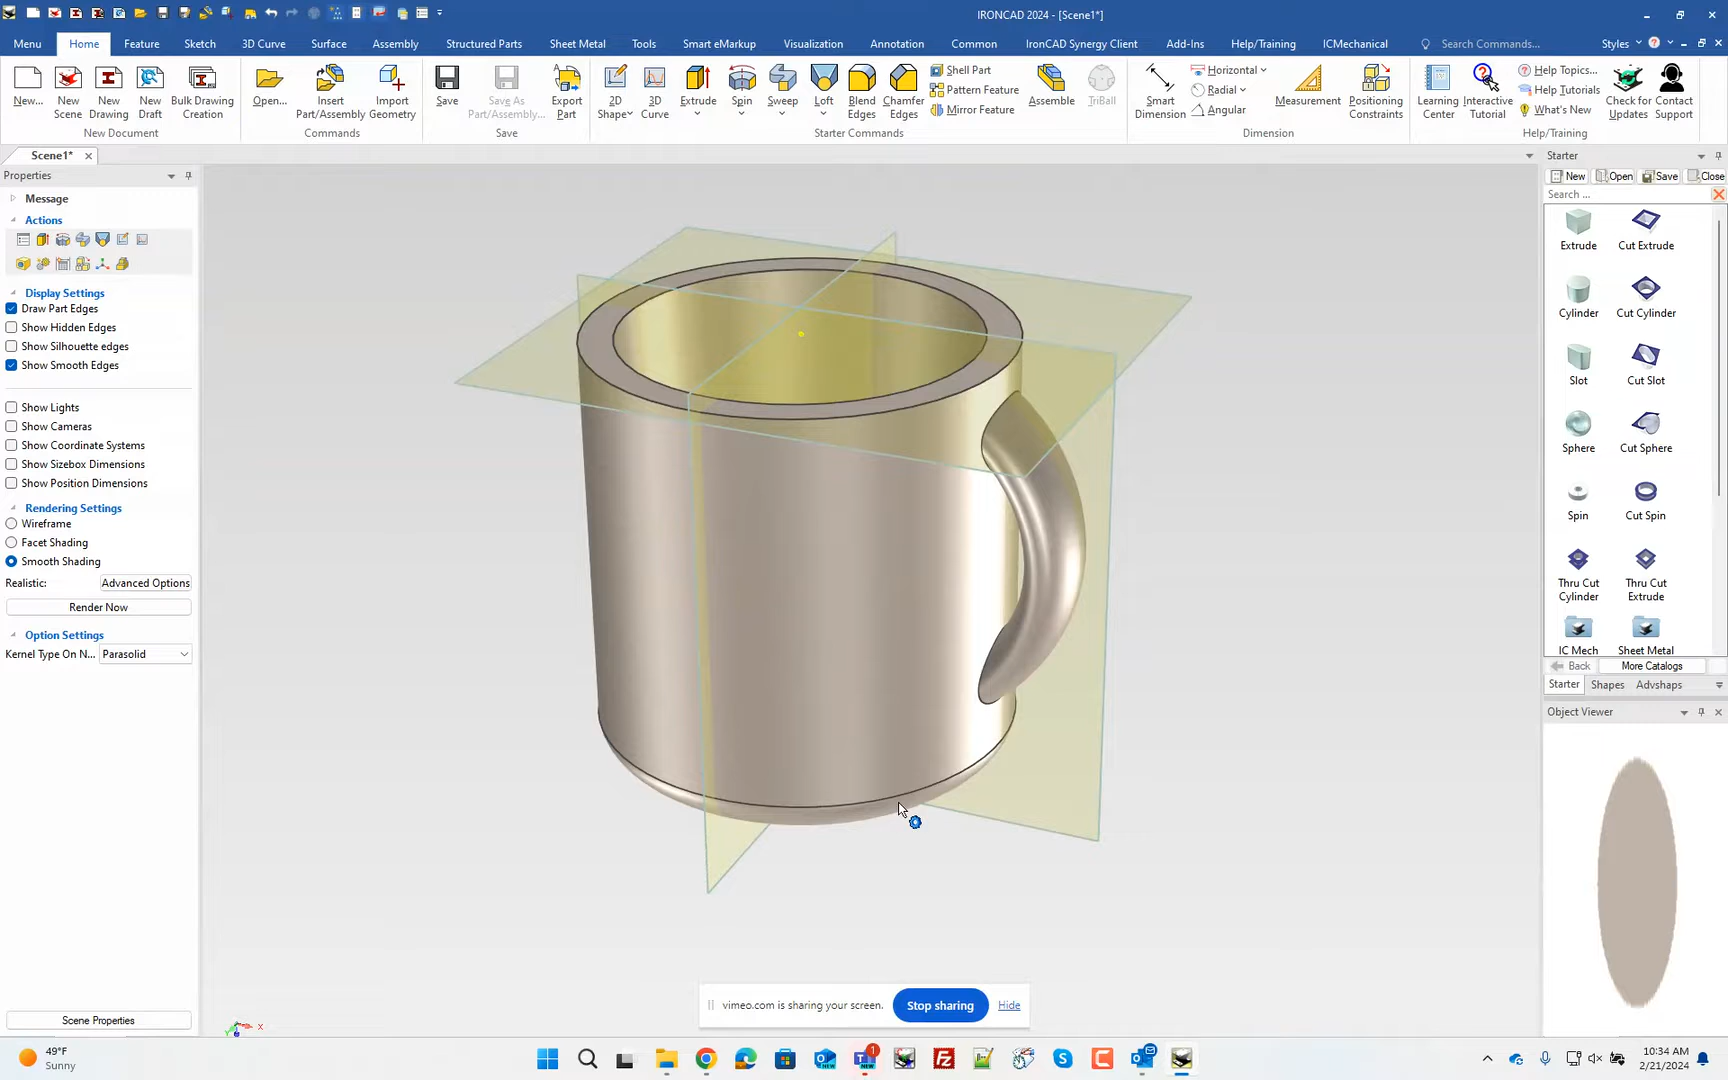 IRONCAD 2024 - [Scene1*]
Menu Home Feature Sketch 3D Curve Surface Assembly Structured Parts Sheet Metal Tools Smart eMarkup Visualization Annotation Common IronCAD Synergy Client Add-Ins Help/Training ICMechanical Search Commands... Styles
New... New Scene New Drawing New Draft Bulk Drawing Creation
New Document
Open... Insert Part/Assembly Import Geometry
Commands
Save Save As Part/Assembly... Export Part
Save
2D Shape 3D Curve Extrude Spin Sweep Loft Blend Edges Chamfer Edges
Shell Part
Pattern Feature
Mirror Feature
Assembly TriBall
Starter Commands
Smart Dimension
Horizontal
Radial
Angular
Measurement Positioning Constraints
Dimension
Learning Center Interactive Tutorial
Help Topics...
Help Tutorials
What's New
Check for Updates Contact Support
Help/Training
Scene1*
Properties
Message
Actions
Display Settings
Draw Part Edges
Show Hidden Edges
Show Silhouette edges
Show Smooth Edges
Show Lights
Show Cameras
Show Coordinate Systems
Show Sizebox Dimensions
Show Position Dimensions
Rendering Settings
Wireframe
Facet Shading
Smooth Shading
Realistic: Advanced Options
Render Now
Option Settings
Kernel Type On N... Parasolid
Scene Properties
X
Starter
New Open Save Close
Search ...
Extrude Cut Extrude
Cylinder Cut Cylinder
Slot Cut Slot
Sphere Cut Sphere
Spin Cut Spin
Thru Cut Cylinder Thru Cut Extrude
IC Mech Sheet Metal
Back More Catalogs
Starter Shapes Advshaps
Object Viewer
vimeo.com is sharing your screen. Stop sharing Hide
49°F
Sunny
1
NEW NEW
10:34 AM
2/21/2024